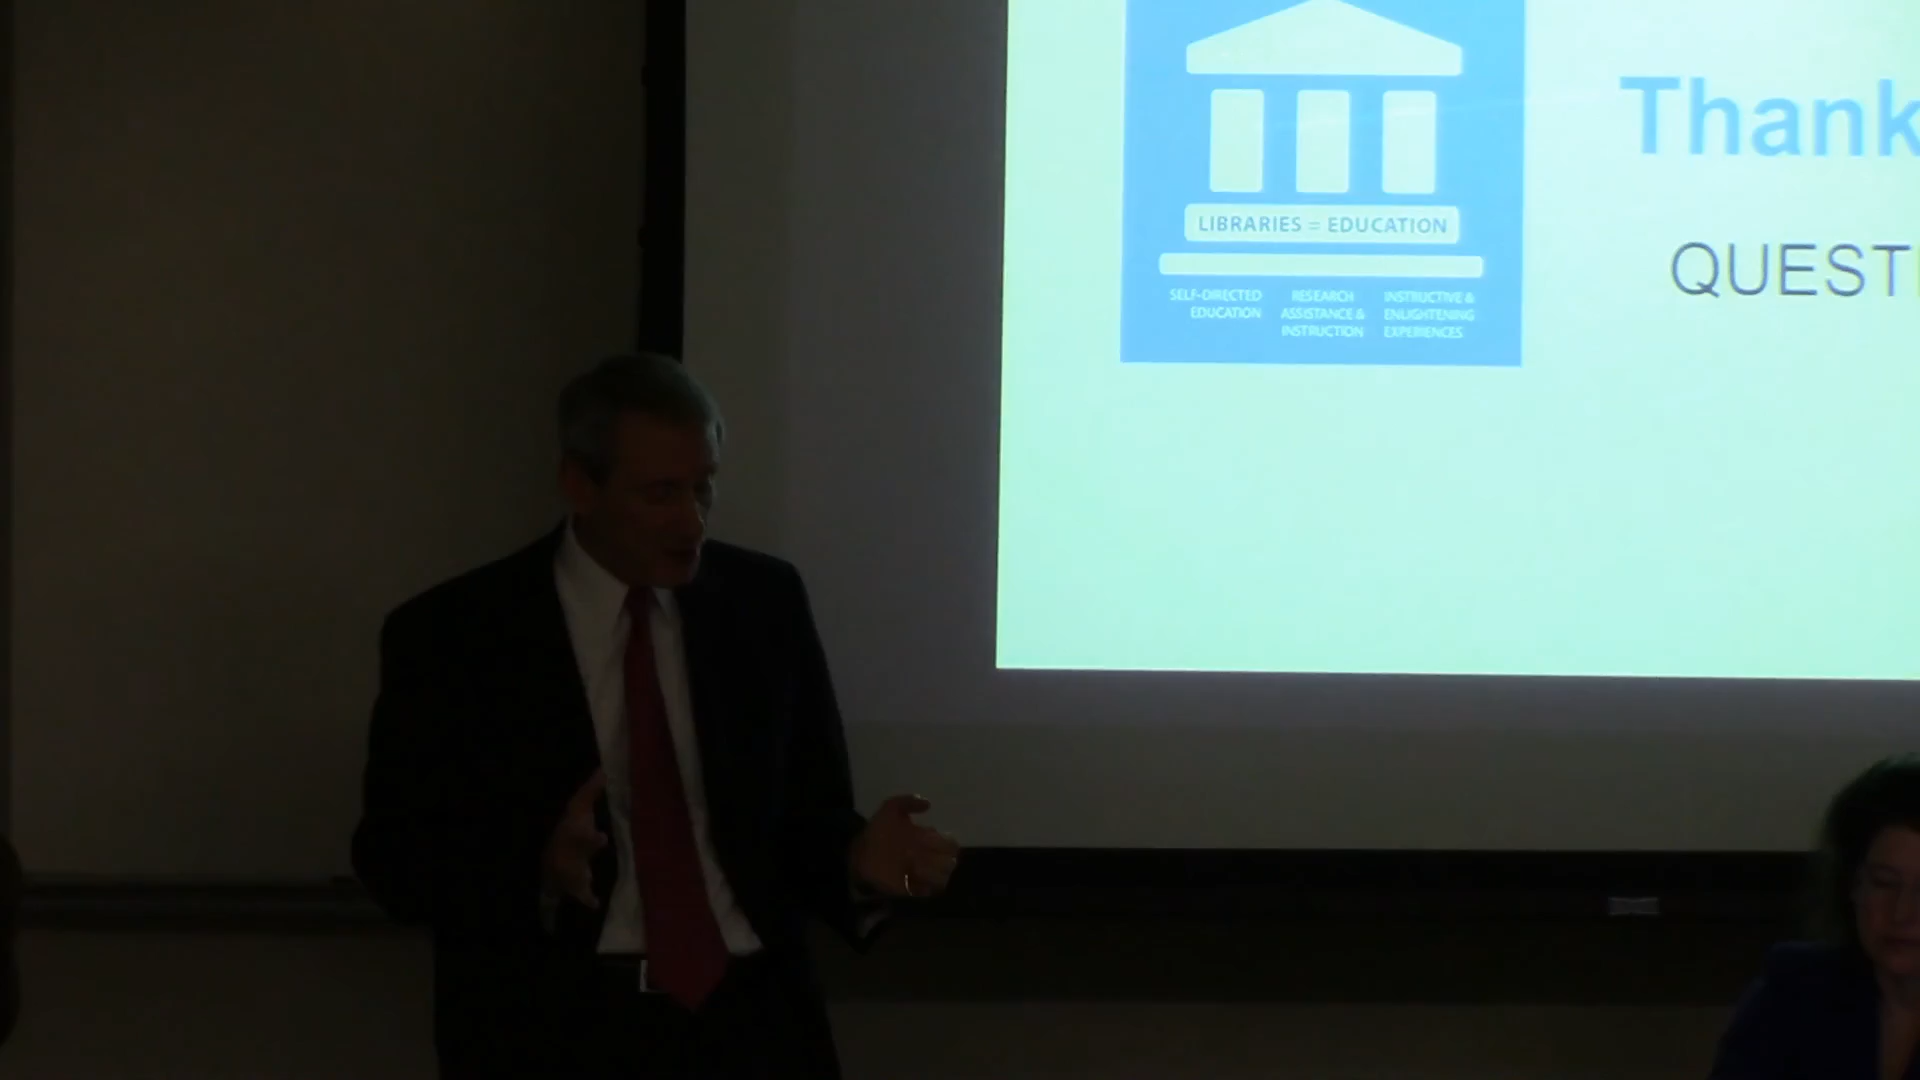 Thank
QUEST
LIBRARIES = EDUCATION
SELF-DIRECTED
EDUCATION
RESEARCH
ASSISTANCE &
INSTRUCTION
INSTRUCTIVE &
ENLIGHTENING
EXPERIENCES